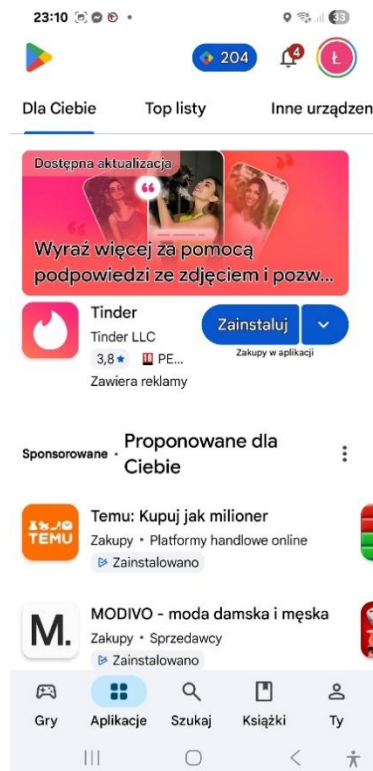 23:10
33
204
4
Ł
Dla Ciebie Top listy Inne urządzen
Dostępna aktualizacja
Wyraź więcej za pomocą
podpowiedzi ze zdjęciem i pozw...
Tinder
Tinder LLC
3,8★ PE...
Zawiera reklamy
Zainstaluj
Zakupy w aplikacji
Sponsorowane · Proponowane dla
Ciebie
TEMU
Temu: Kupuj jak milioner
Zakupy • Platformy handlowe online
Zainstalowano
M.
MODIVO - moda damska i męska
Zakupy • Sprzedawcy
Zainstalowano
Gry Aplikacje Szukaj Książki Ty